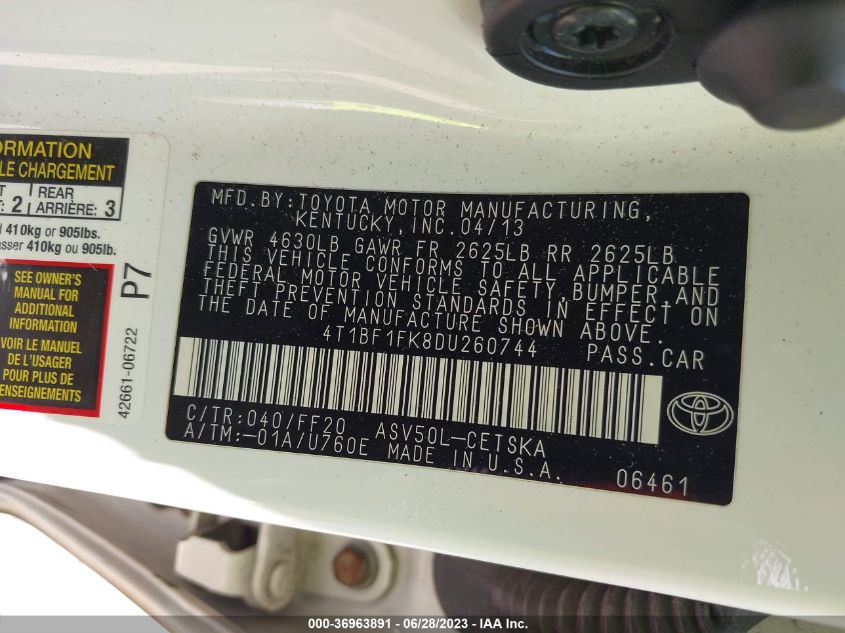 ORMATION
LE CHARGEMENT
2 REAR
ARRIÈRE: 3
410kg or 905lbs.
asser 410kg ou 905lbs.
SEE OWNER'S
MANUAL FOR
ADDITIONAL
INFORMATION
VOIR LE MANUEL
DE L'USAGER
POUR PLUS DE
ENSEIGNEMENTS
P7
42661-06722
MFD.BY:TOYOTA MOTOR MANUFACTURING,
KENTUCKY,INC.04/13
GVWR 4630LB GAWR FR 2625LB RR 2625LB
THIS VEHICLE CONFORMS TO ALL APPLICABLE
FEDERAL MOTOR VEHICLE SAFETY,BUMPER,AND
THEFT PREVENTION STANDARDS IN EFFECT ON
THE DATE OF MANUFACTURE SHOWN ABOVE.
4T1BF1FK8DU260744 PASS.CAR
C/TR:040/FF20 ASV50L-CETSKA
A/TM:-01A/U760E MADE IN U.S.A.
06461
000-36963891 - 06/28/2023 - IAA Inc.